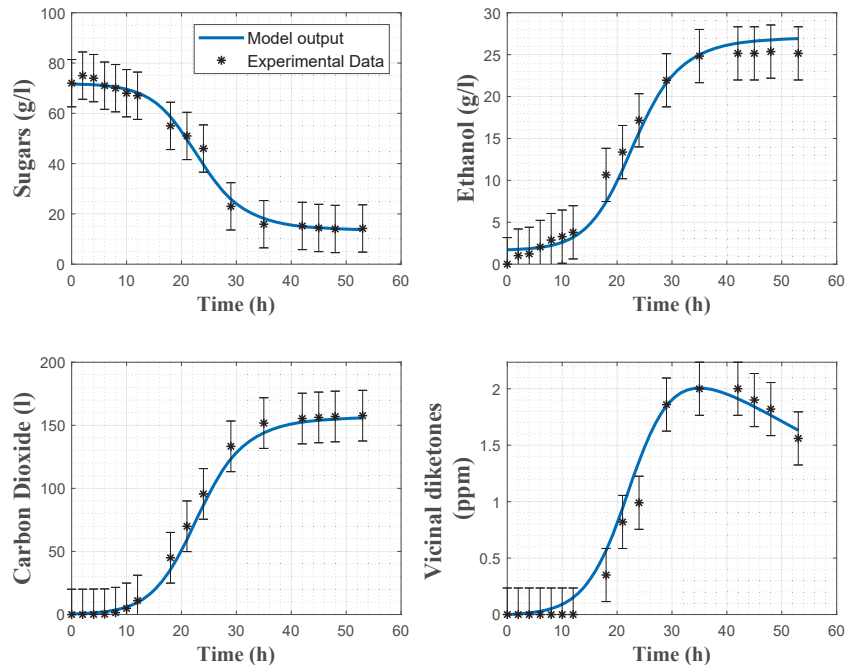 Model output
Experimental Data
Sugars (g/l)
100
80
60
40
20
0
0 10 20 30 40 50 60
Time (h)
Ethanol (g/l)
30
25
20
15
10
5
0
0 10 20 30 40 50 60
Time (h)
Carbon Dioxide (l)
200
150
100
50
0
0 10 20 30 40 50 60
Time (h)
Vicinal diketones
(ppm)
2
1.5
1
0.5
0
0 10 20 30 40 50 60
Time (h)